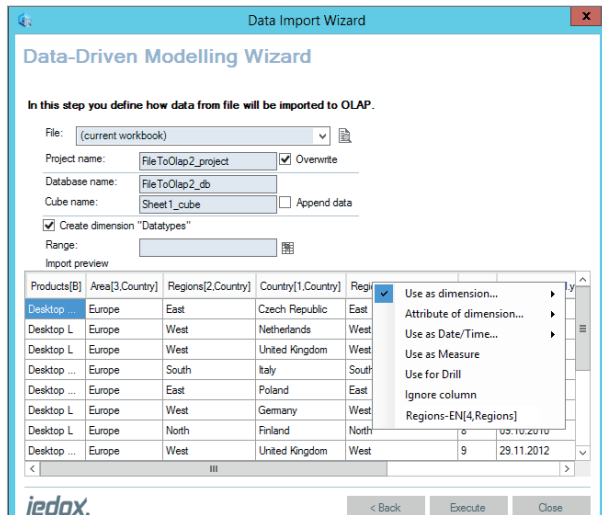 Data Import Wizard
x
Data-Driven Modelling Wizard
In this step you define how data from file will be imported to OLAP.
File: (current workbook)
Project name: FileToOlap2_project Overwrite
Database name: FileToOlap2_db
Cube name: Sheet1_cube Append data
Create dimension "Datatypes"
Range:
Import preview
Products[B] Area[3,Country] Regions[2,Country] Country[1,Country]
Desktop ... Europe East Czech Republic East
Desktop L Europe West Netherlands West
Desktop L Europe West United Kingdom West
Desktop ... Europe South Italy South
Desktop ... Europe East Poland East
Desktop L Europe West Germany West
Desktop L Europe North Finland North 8 09.10.2010
Desktop ... Europe West United Kingdom West 9 29.11.2012
Use as dimension...
Attribute of dimension...
Use as Date/Time...
Use as Measure
Use for Drill
Ignore column
Regions-EN[4,Regions]
jedox.
< Back Execute Close